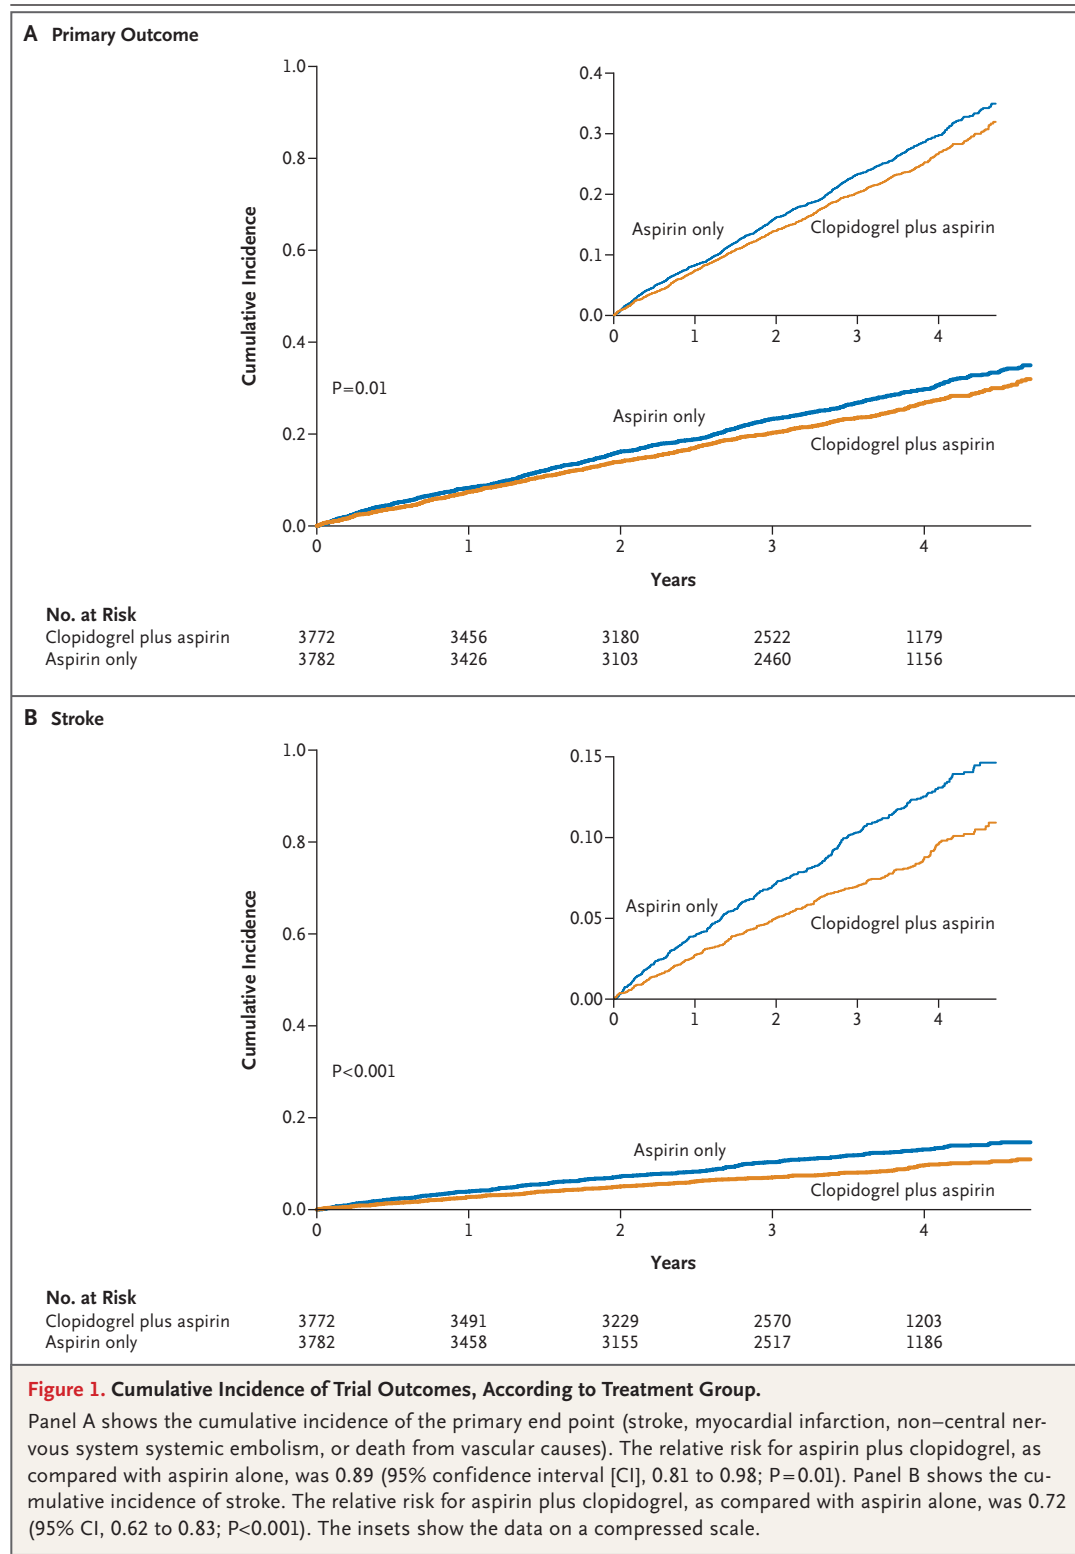 A Primary Outcome
1.0
0.8
0.6
0.4
0.2
0.0
Cumulative Incidence
P=0.01
0.4
0.3
0.2
0.1
0.0
Aspirin only
Clopidogrel plus aspirin
0 1 2 3 4
Aspirin only
Clopidogrel plus aspirin
0 1 2 3 4
Years
No. at Risk
Clopidogrel plus aspirin 3772 3456 3180 2522 1179
Aspirin only 3782 3426 3103 2460 1156
B Stroke
1.0
0.8
0.6
0.4
0.2
0.0
Cumulative Incidence
P<0.001
0.15
0.10
0.05
0.00
Aspirin only
Clopidogrel plus aspirin
0 1 2 3 4
Aspirin only
Clopidogrel plus aspirin
0 1 2 3 4
Years
No. at Risk
Clopidogrel plus aspirin 3772 3491 3229 2570 1203
Aspirin only 3782 3458 3155 2517 1186
Figure 1. Cumulative Incidence of Trial Outcomes, According to Treatment Group.
Panel A shows the cumulative incidence of the primary end point (stroke, myocardial infarction, non–central ner-
vous system systemic embolism, or death from vascular causes). The relative risk for aspirin plus clopidogrel, as
compared with aspirin alone, was 0.89 (95% confidence interval [CI], 0.81 to 0.98; P=0.01). Panel B shows the cu-
mulative incidence of stroke. The relative risk for aspirin plus clopidogrel, as compared with aspirin alone, was 0.72
(95% CI, 0.62 to 0.83; P<0.001). The insets show the data on a compressed scale.